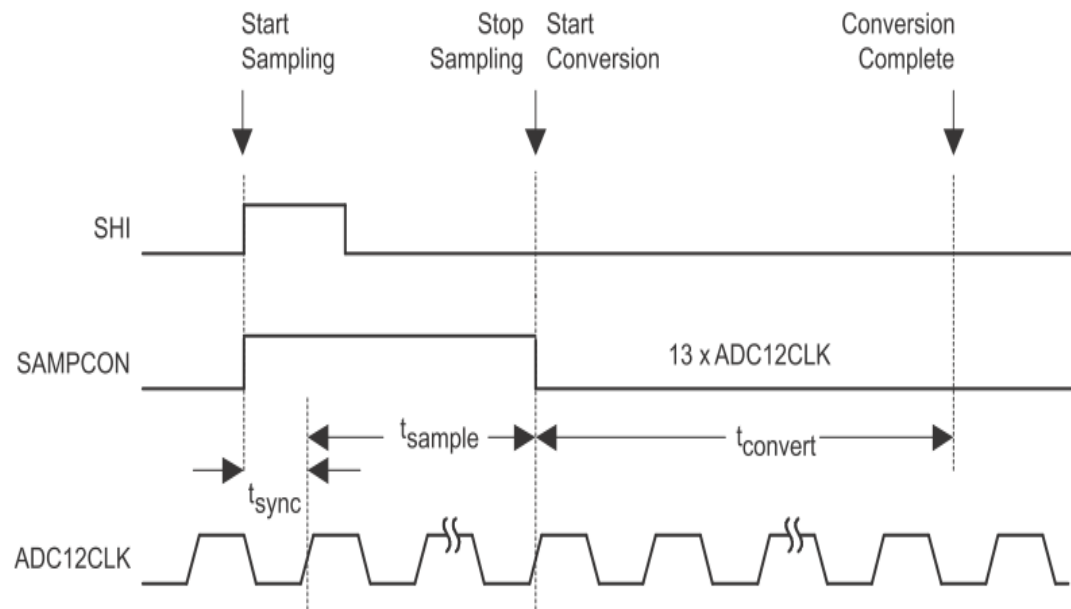 Start
Sampling
Stop
Sampling
Start
Conversion
Conversion
Complete
SHI
SAMPCON
13 x ADC12CLK
tsample
tconvert
tsync
ADC12CLK